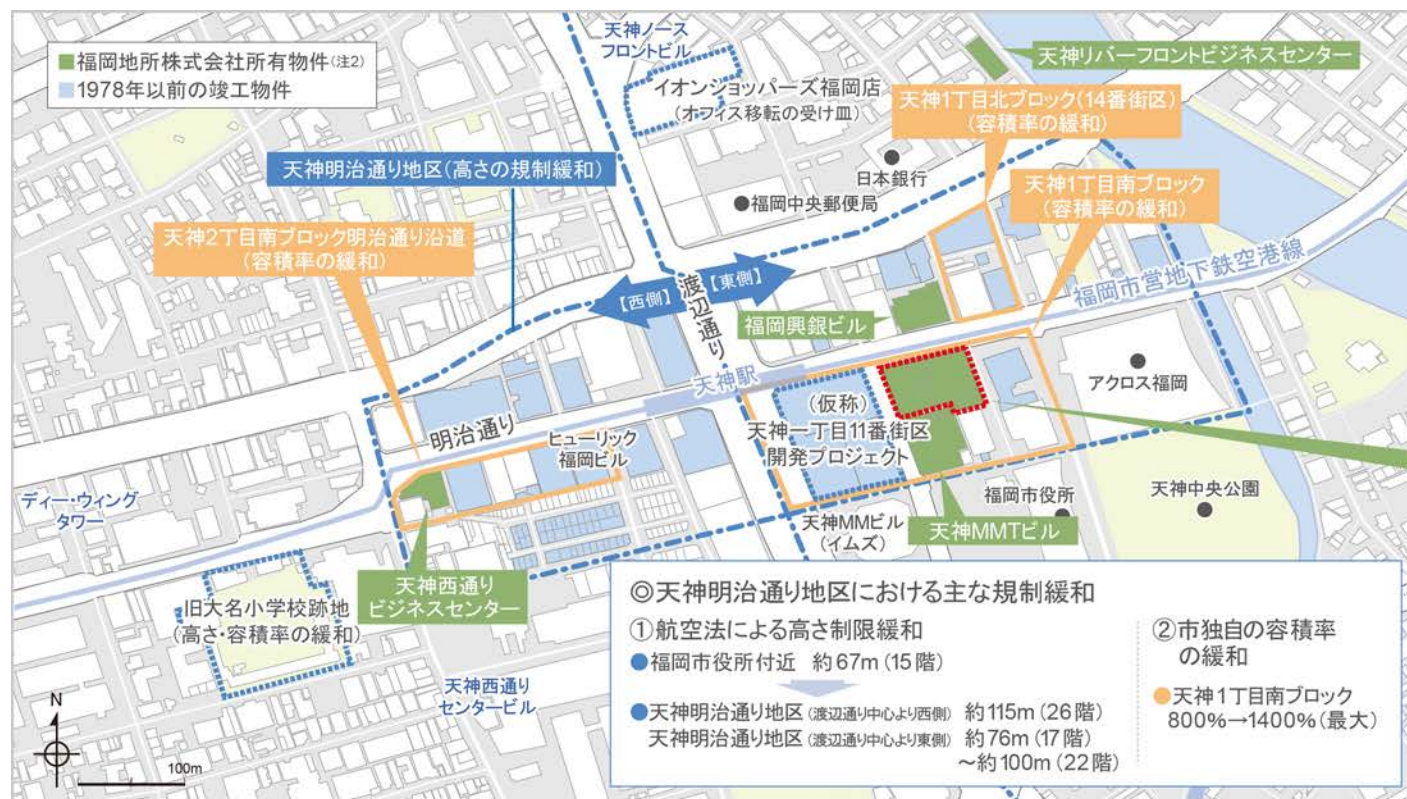 福岡地所株式会社所有物件(注2)
1978年以前の竣工物件
天神ノース
フロントビル
イオンショッパーズ福岡店
(オフィス移転の受け皿)
天神リバーフロントビジネスセンター
天神1丁目北ブロック(14番街区)
(容積率の緩和)
天神明治通り地区(高さの規制緩和)
日本銀行
福岡中央郵便局
天神1丁目南ブロック
(容積率の緩和)
天神2丁目南ブロック明治通り沿道
(容積率の緩和)
【西側】
【東側】
渡辺通り
福岡市営地下鉄空港線
福岡興銀ビル
天神駅
アクロス福岡
明治通り
ヒューリック
福岡ビル
(仮称)
天神一丁目11番街区
開発プロジェクト
ディー・ウィング
タワー
福岡市役所
天神中央公園
天神MMビル
(イムズ)
天神MMTビル
天神西通り
ビジネスセンター
旧大名小学校跡地
(高さ・容積率の緩和)
天神西通り
センタービル
N
100m
◎天神明治通り地区における主な規制緩和
①航空法による高さ制限緩和
●福岡市役所付近 約67m(15階)
●天神明治通り地区(渡辺通り中心より西側) 約115m(26階)
天神明治通り地区(渡辺通り中心より東側) 約76m(17階)
～約100m(22階)
②市独自の容積率
の緩和
●天神1丁目南ブロック
800%→1400%(最大)